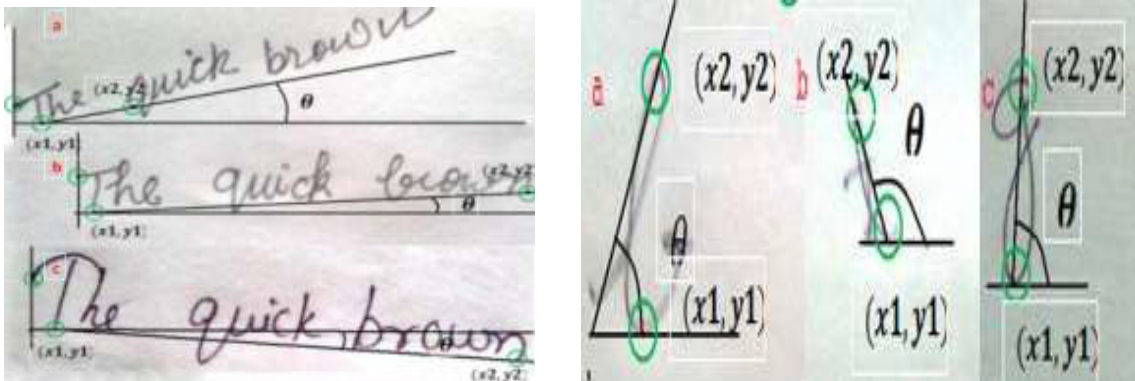 a
The quick brown
(x2,y2)
θ
(x1,y1)
b
The quick brown
(x2,y2)
θ
(x1,y1)
c
The quick, brown
θ
(x1,y1)
(x2,y2)
a
(x2,y2)
θ
(x1,y1)
b
(x2,y2)
θ
(x1,y1)
c
(x2,y2)
θ
(x1,y1)